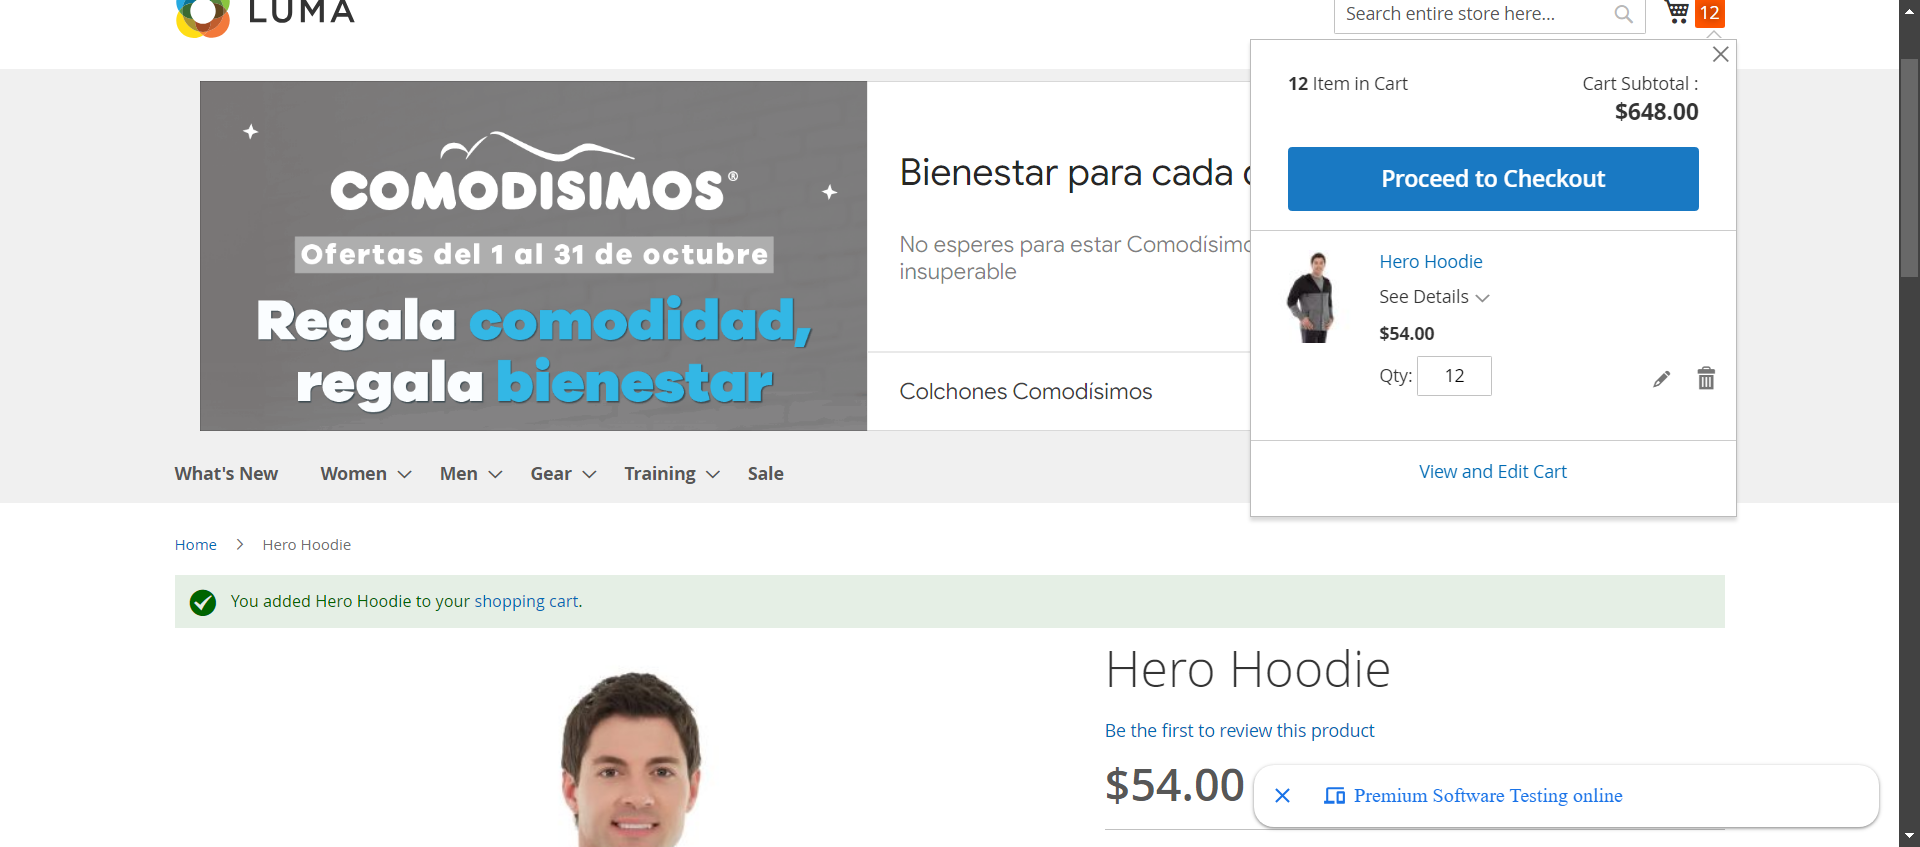 LUMA
Search entire store here...
12
12 Item in Cart
Cart Subtotal :
$648.00
Proceed to Checkout
Hero Hoodie
See Details
$54.00
Qty: 12
View and Edit Cart
COMODISIMOS®
Ofertas del 1 al 31 de octubre
Regala comodidad,
regala bienestar
Bienestar para cada
No esperes para estar
insuperable
Colchones Comodísimos
What's New
Women
Men
Gear
Training
Sale
Home
Hero Hoodie
You added Hero Hoodie to your shopping cart.
Hero Hoodie
Be the first to review this product
$54.00
Premium Software Testing online